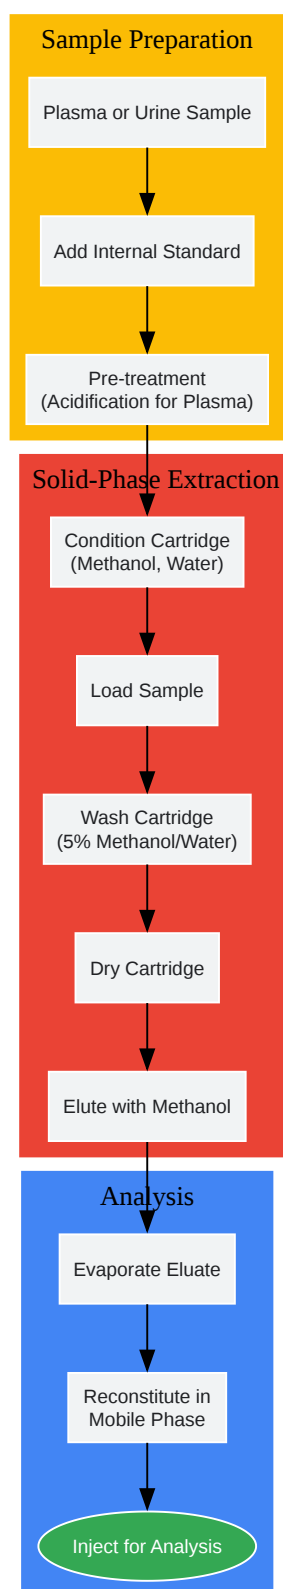 Sample Preparation
Plasma or Urine Sample
Add Internal Standard
Pre-treatment
(Acidification for Plasma)
Solid-Phase Extraction
Condition Cartridge
(Methanol, Water)
Load Sample
Wash Cartridge
(5% Methanol/Water)
Dry Cartridge
Elute with Methanol
Analysis
Evaporate Eluate
Reconstitute in
Mobile Phase
Inject for Analysis